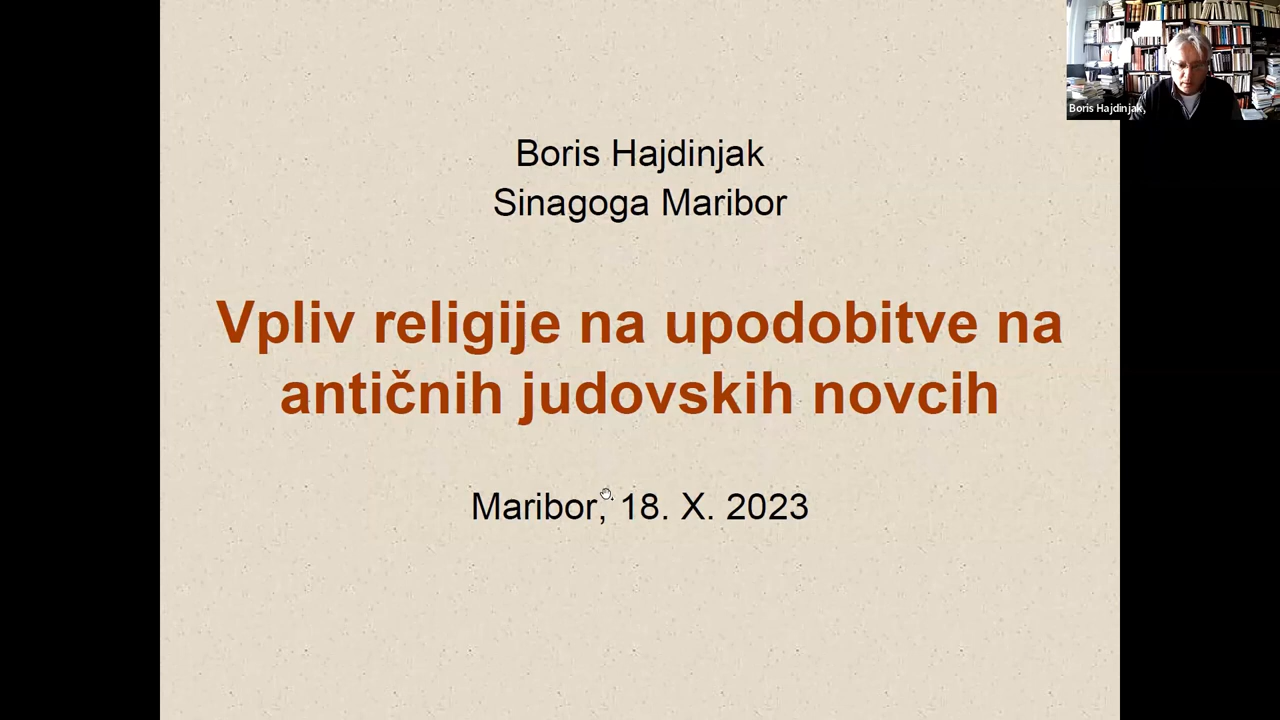 Boris Hajdinjak
Sinagoga Maribor
Vpliv religije na upodobitve na
antičnih judovskih novcih
Maribor, 18. X. 2023
Boris Hajdinjak,